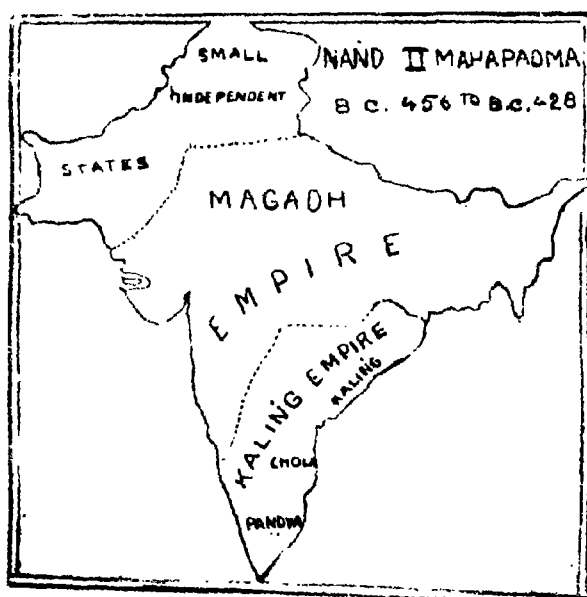 SMALL
INDEPENDENT
STATES
NAND II MAHAPADMA
B C. 456 TO B.C. 428
MAGADH
EMPIRE
KALING EMPIRE
KALING
CHOLA
PANDYA